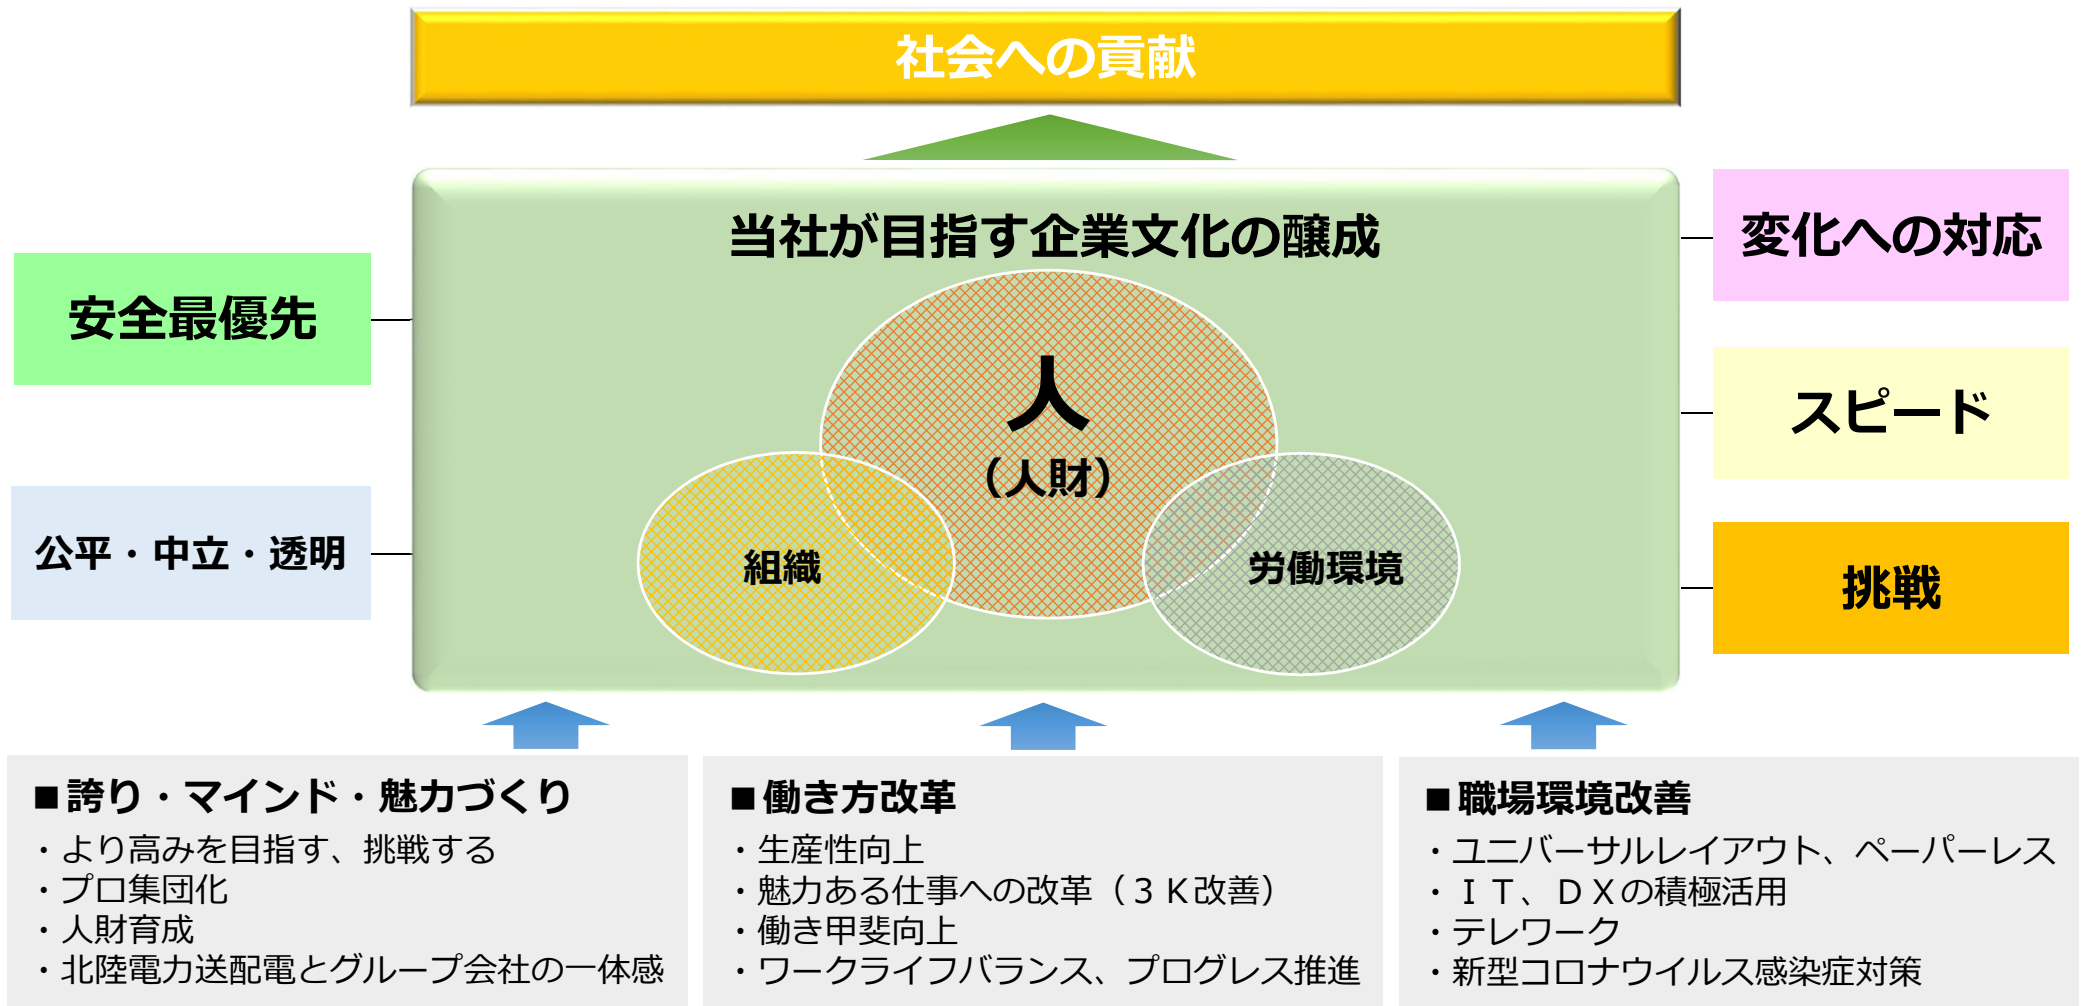 社会への貢献
当社が目指す企業文化の醸成
安全最優先
公平・中立・透明
人
（人財）
組織
労働環境
変化への対応
スピード
挑戦
■誇り・マインド・魅力づくり
・より高みを目指す、挑戦する
・プロ集団化
・人財育成
・北陸電力送配電とグループ会社の一体感
■働き方改革
・生産性向上
・魅力ある仕事への改革（３Ｋ改善）
・働き甲斐向上
・ワークライフバランス、プログレス推進
■職場環境改善
・ユニバーサルレイアウト、ペーパーレス
・ＩＴ、ＤＸの積極活用
・テレワーク
・新型コロナウイルス感染症対策